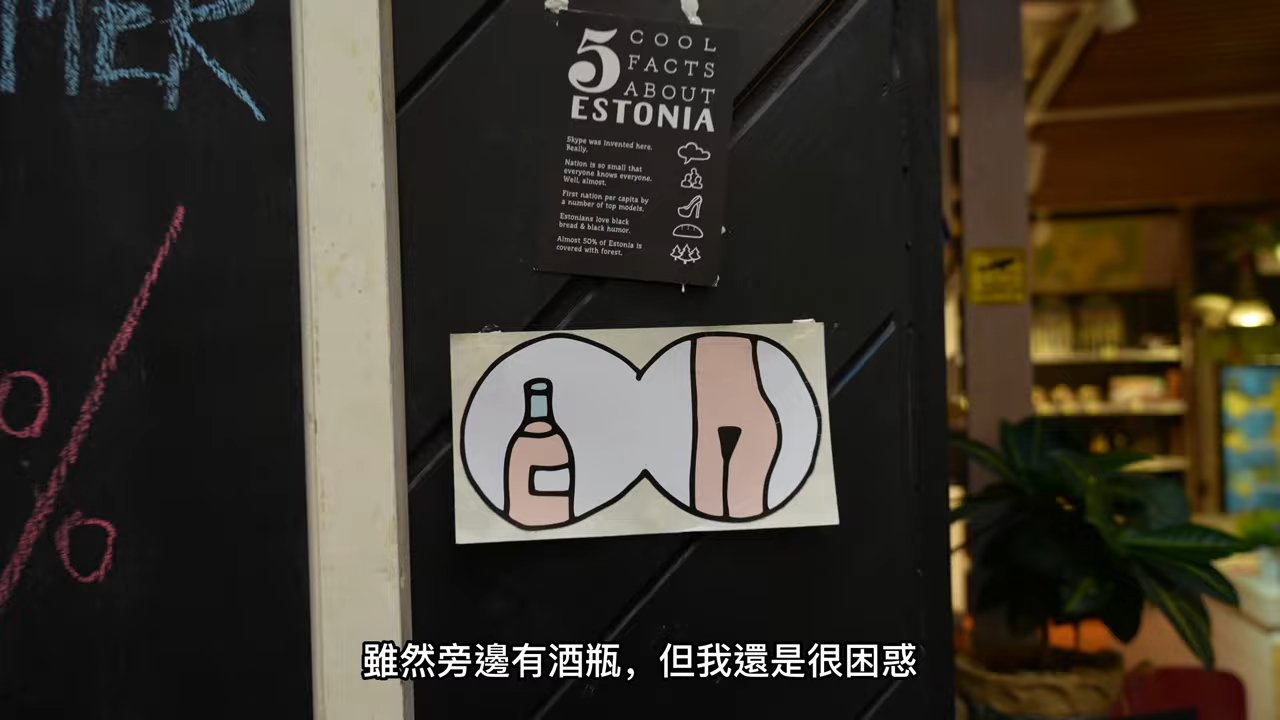 5 COOL
FACTS
ABOUT
ESTONIA
Skype was invented here.
Really.
Nation is so small that
everyone knows everyone.
Well, almost.
First nation per capita by
a number of top models.
Estonians love black
bread & black humor.
Almost 50% of Estonia is
covered with forest.
%
雖然旁邊有酒瓶，但我還是很困惑